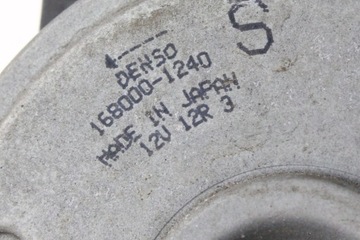 S
DENSO
168000-1240
MADE IN JAPAN
12V 12R 3